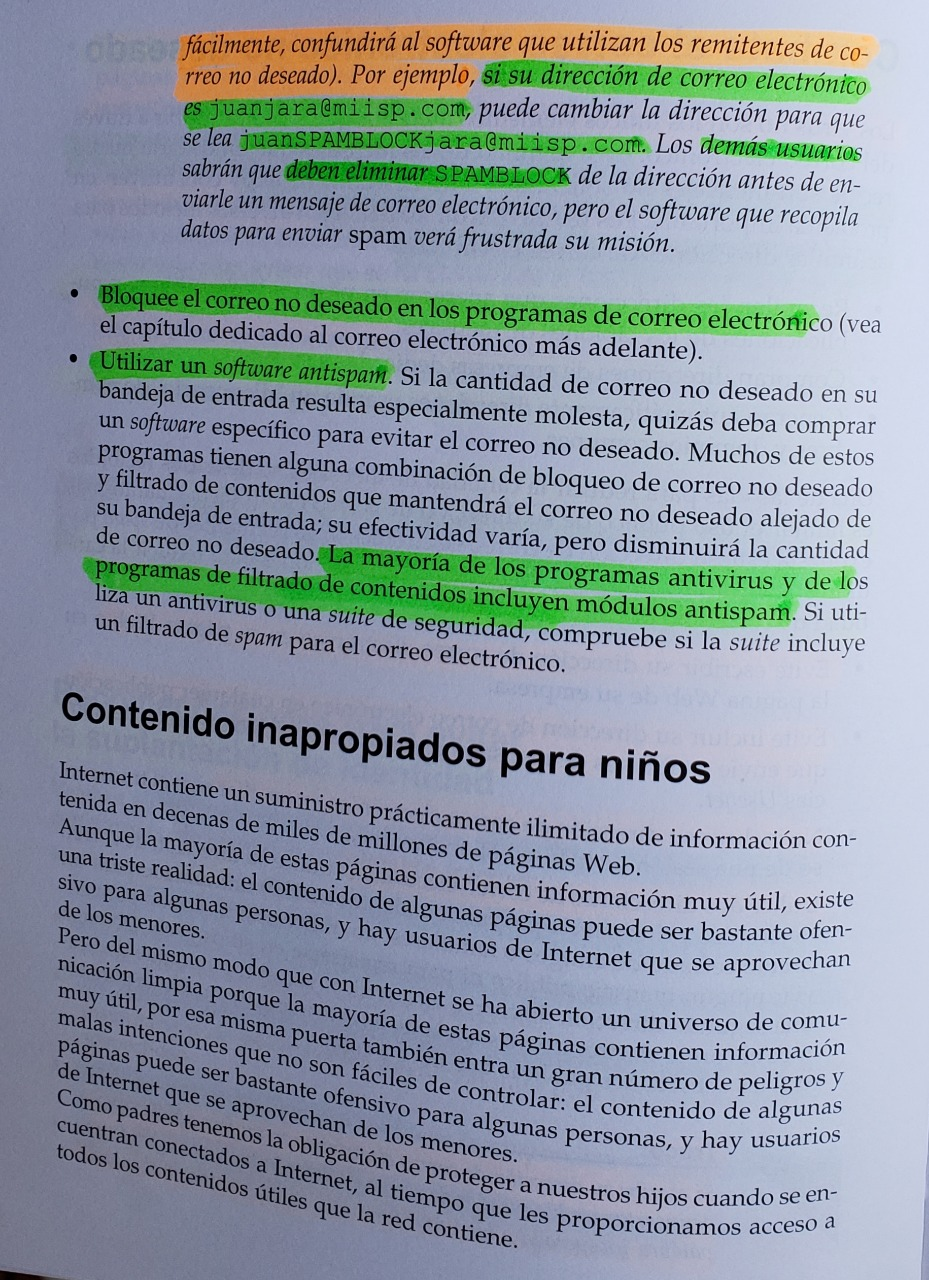 fácilmente, confundirá al software que utilizan los remitentes de co-
rreo no deseado). Por ejemplo, si su dirección de correo electrónico
es juanjara@miisp.com, puede cambiar la dirección para que
se lea juanSPAMBLOCKjara@miisp.com. Los demás usuarios
sabrán que deben eliminar SPAMBLOCK de la dirección antes de en-
viarle un mensaje de correo electrónico, pero el software que recopila
datos para enviar spam verá frustrada su misión.
• Bloquee el correo no deseado en los programas de correo electrónico (vea
el capítulo dedicado al correo electrónico más adelante).
• Utilizar un software antispam. Si la cantidad de correo no deseado en su
bandeja de entrada resulta especialmente molesta, quizás deba comprar
un software específico para evitar el correo no deseado. Muchos de estos
programas tienen alguna combinación de bloqueo de correo no deseado
y filtrado de contenidos que mantendrá el correo no deseado alejado de
su bandeja de entrada; su efectividad varía, pero disminuirá la cantidad
de correo no deseado. La mayoría de los programas antivirus y de los
programas de filtrado de contenidos incluyen módulos antispam. Si uti-
liza un antivirus o una suite de seguridad, compruebe si la suite incluye
un filtrado de spam para el correo electrónico.
Contenido inapropiados para niños
Internet contiene un suministro prácticamente ilimitado de información con-
tenida en decenas de miles de millones de páginas Web.
Aunque la mayoría de estas páginas contienen información muy útil, existe
una triste realidad: el contenido de algunas páginas puede ser bastante ofen-
sivo para algunas personas, y hay usuarios de Internet que se aprovechan
de los menores.
Pero del mismo modo que con Internet se ha abierto un universo de comu-
nicación limpia porque la mayoría de estas páginas contienen información
muy útil, por esa misma puerta también entra un gran número de peligros y
malas intenciones que no son fáciles de controlar: el contenido de algunas
páginas puede ser bastante ofensivo para algunas personas, y hay usuarios
de Internet que se aprovechan de los menores.
Como padres tenemos la obligación de proteger a nuestros hijos cuando se en-
cuentran conectados a Internet, al tiempo que les proporcionamos acceso a
todos los contenidos útiles que la red contiene.